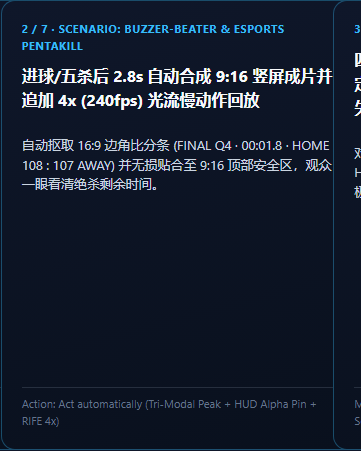 2 / 7 · SCENARIO: BUZZER-BEATER & ESPORTS
PENTAKILL
进球/五杀后 2.8s 自动合成 9:16 竖屏成片并
追加 4x (240fps) 光流慢动作回放
自动抠取 16:9 边角比分条 (FINAL Q4 · 00:01.8 · HOME
108 : 107 AWAY) 并无损贴合至 9:16 顶部安全区，观众
一眼看清绝杀剩余时间。
Action: Act automatically (Tri-Modal Peak + HUD Alpha Pin +
RIFE 4x)
3